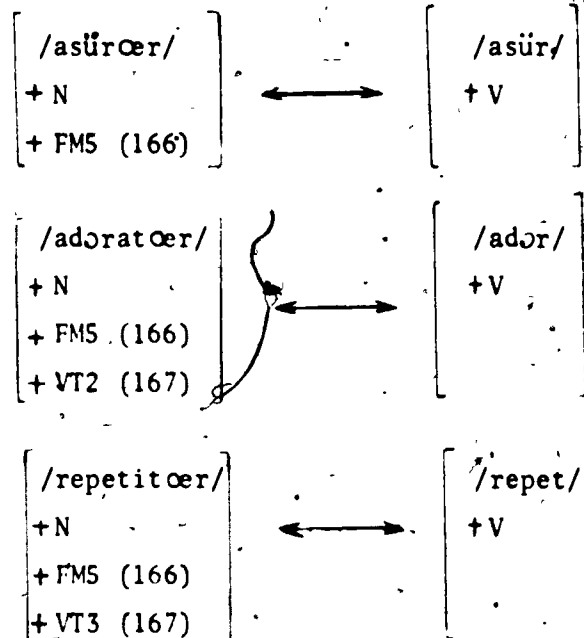 /asürœr/ ⟷ /asür/
+ N + V
+ FM5 (166)
/adɔratœr/ ⟷ /adɔr/
+ N + V
+ FM5 (166)
+ VT2 (167)
/repetitœr/ ⟷ /repet/
+ N + V
+ FM5 (166)
+ VT3 (167)